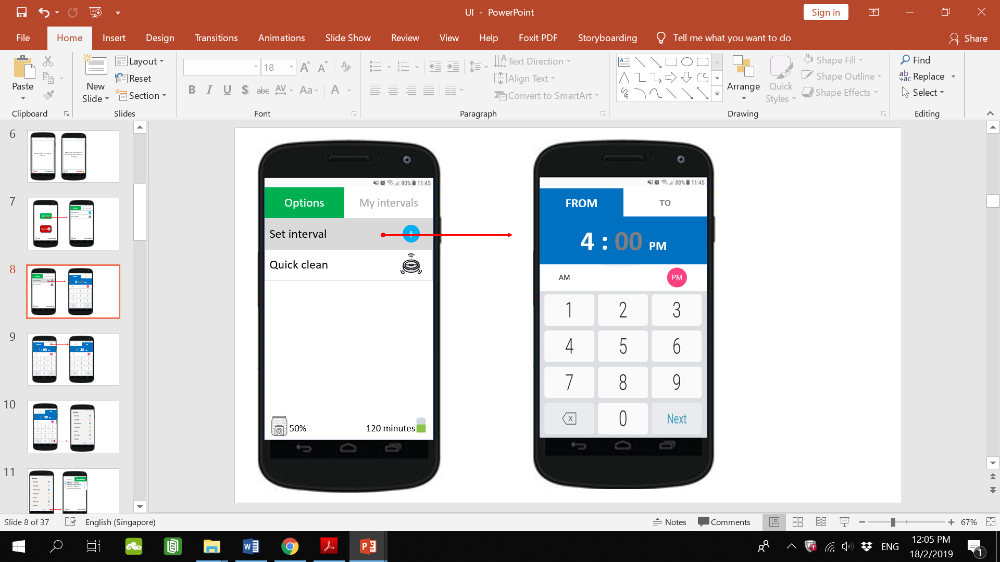 UI - PowerPoint
Sign in
File Home Insert Design Transitions Animations Slide Show Review View Help Foxit PDF Storyboarding Tell me what you want to do Share
Paste
Clipboard
New Slide
Layout
Reset
Section
Slides
18
B I U S abc AV Aa A
Font
Text Direction
Align Text
Convert to SmartArt
Paragraph
Arrange
Quick Styles
Drawing
Shape Fill
Shape Outline
Shape Effects
Find
Replace
Select
Editing
6
7
8
9
10
11
80% 11:45
Options My intervals
Set interval +
Quick clean
50% 120 minutes
80% 11:45
FROM TO
4 : 00 PM
AM PM
1 2 3
4 5 6
7 8 9
0 Next
Slide 8 of 37 English (Singapore) Notes Comments 67%
ENG
12:05 PM
18/2/2019
1